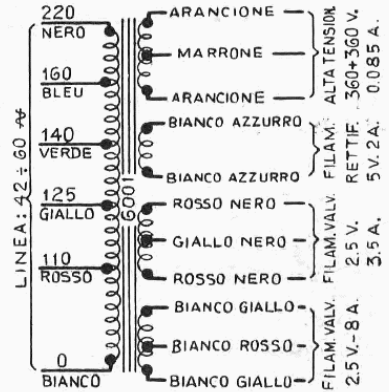 220
NERO
160
BLEU
140
VERDE
125
GIALLO
110
ROSSO
0
BIANCO
LINEA: 42÷60 ∿
6001
ARANCIONE
MARRONE
ARANCIONE
ALTA TENSION.
360+360 V.
0.085 A.
BIANCO AZZURRO
BIANCO AZZURRO
FILAM.
RETTIF.
5V. 2A.
ROSSO NERO
GIALLO NERO
ROSSO NERO
FILAM.VALV.
2.5 V.
3.5 A.
BIANCO GIALLO
BIANCO ROSSO
BIANCO GIALLO
FILAM.VALV.
2.5 V.-8 A.